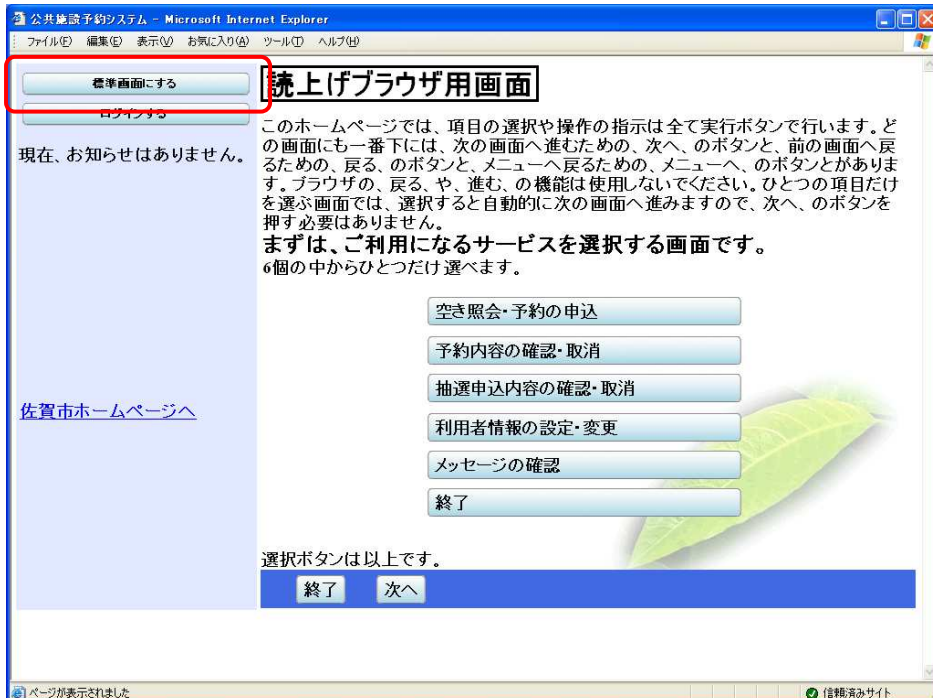 公共施設予約システム - Microsoft Internet Explorer
ファイル(F) 編集(E) 表示(V) お気に入り(A) ツール(T) ヘルプ(H)
標準画面にする
ログインする
現在、お知らせはありません。
佐賀市ホームページへ
読上げブラウザ用画面
このホームページでは、項目の選択や操作の指示は全て実行ボタンで行います。ど
の画面にも一番下には、次の画面へ進むための、次へ、のボタンと、前の画面へ戻
るための、戻る、のボタンと、メニューへ戻るための、メニューへ、のボタンとがありま
す。ブラウザの、戻る、や、進む、の機能は使用しないでください。ひとつの項目だけ
を選ぶ画面では、選択すると自動的に次の画面へ進みますので、次へ、のボタンを
押す必要はありません。
まずは、ご利用になるサービスを選択する画面です。
6個の中からひとつだけ選べます。
空き照会・予約の申込
予約内容の確認・取消
抽選申込内容の確認・取消
利用者情報の設定・変更
メッセージの確認
終了
選択ボタンは以上です。
終了 次へ
ページが表示されました 信頼済みサイト